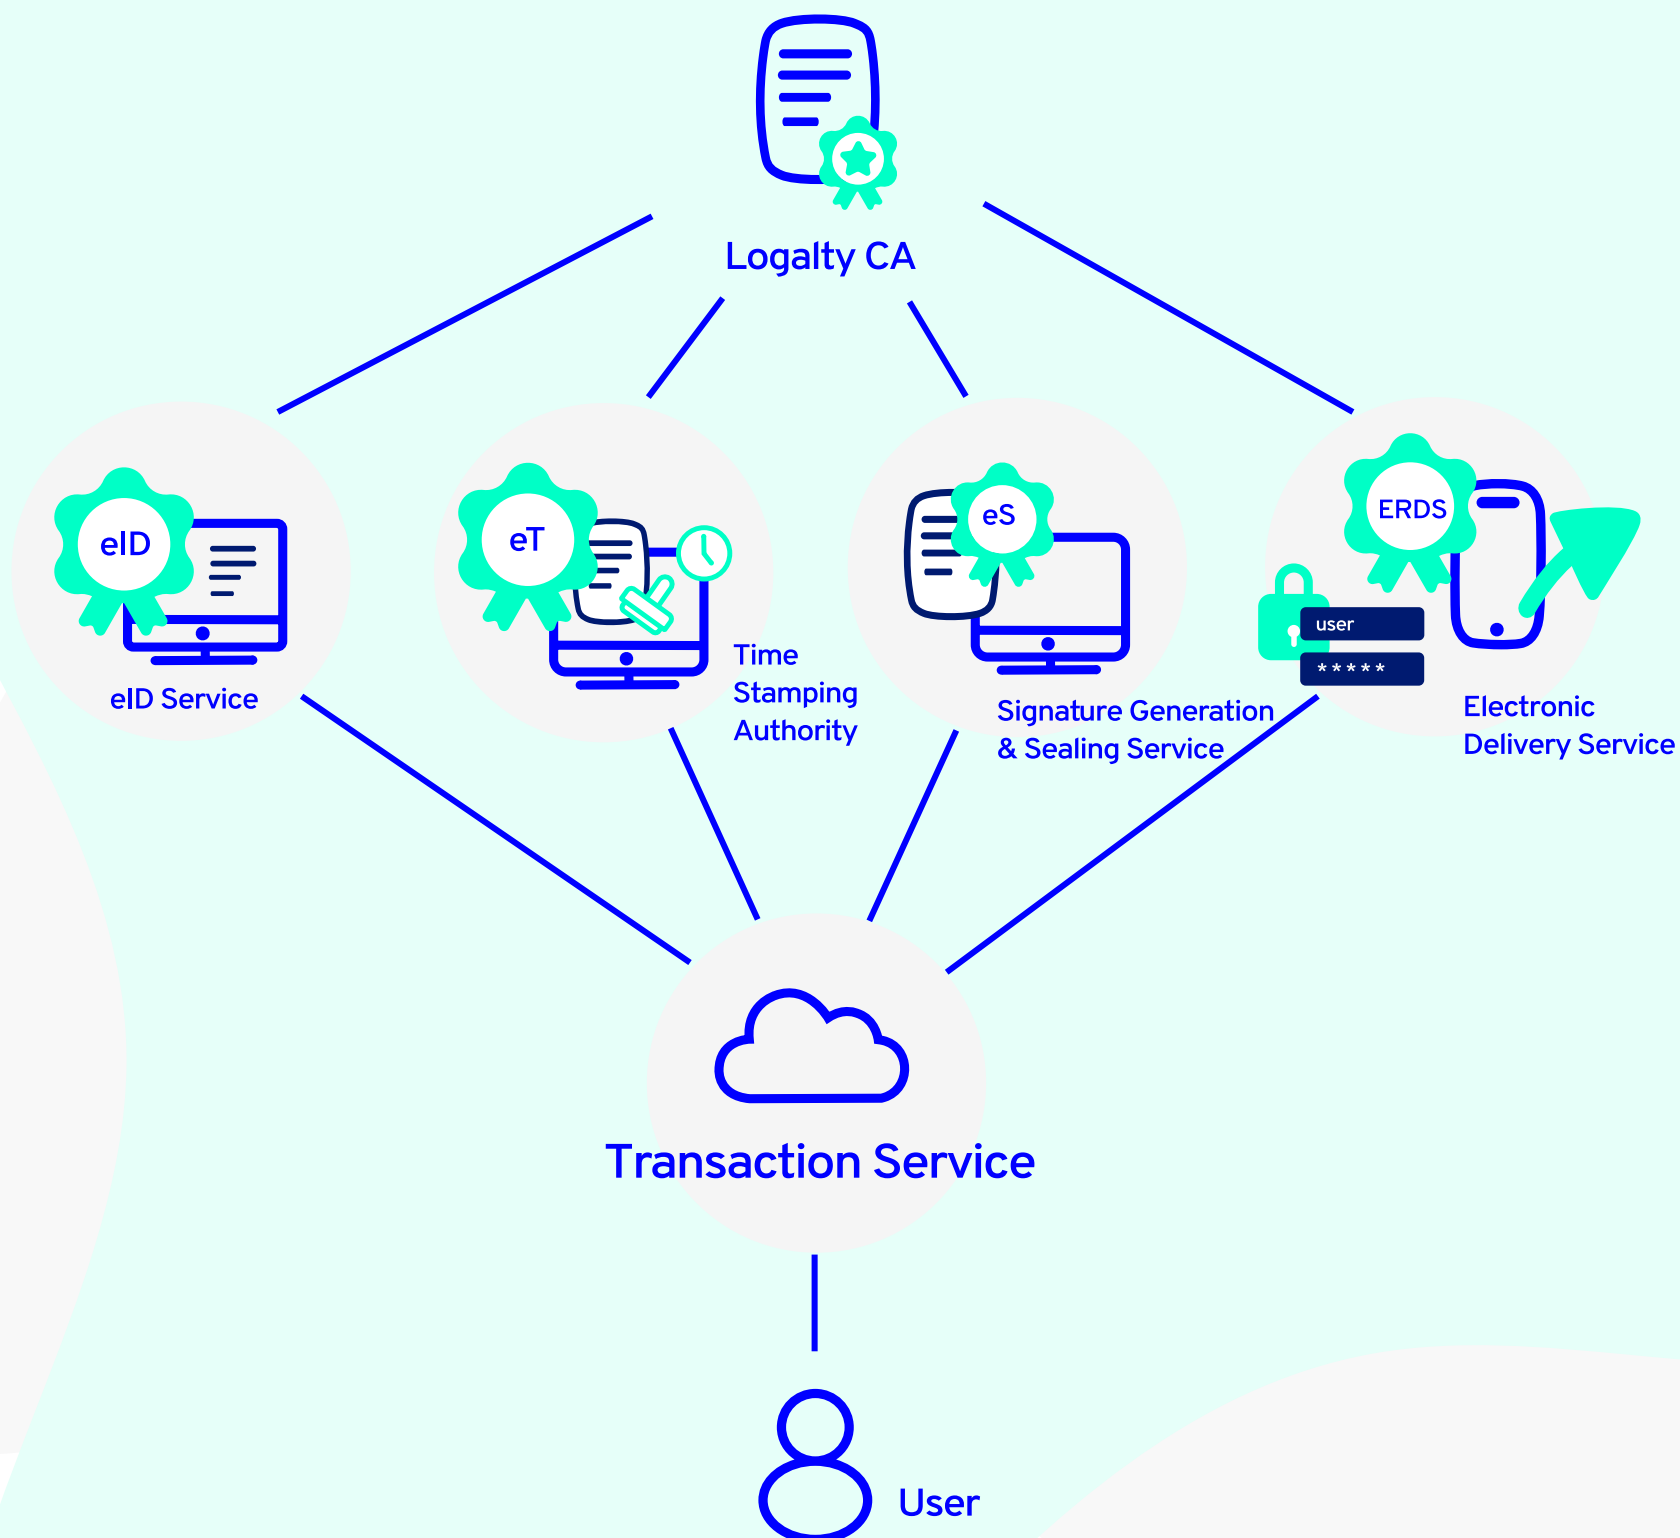 Logalty CA
eID
eID Service
eT
Time
Stamping
Authority
eS
Signature Generation
& Sealing Service
ERDS
user
*****
Electronic
Delivery Service
Transaction Service
User